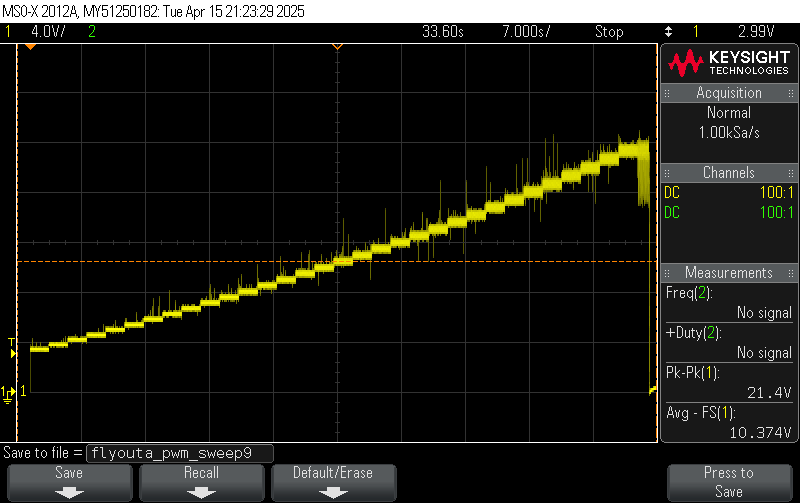 MSO-X 2012A, MY51250182: Tue Apr 15 21:23:29 2025
1 4.0V/ 2 33.60s 7.000s/ Stop 1 2.99V
KEYSIGHT
TECHNOLOGIES
Acquisition
Normal
1.00kSa/s
Channels
DC 100:1
DC 100:1
Measurements
Freq(2):
No signal
+Duty(2):
No signal
Pk-Pk(1):
21.4V
Avg - FS(1):
10.374V
T
1 1
Save to file = flyouta_pwm_sweep9
Save Recall Default/Erase Press to
Save